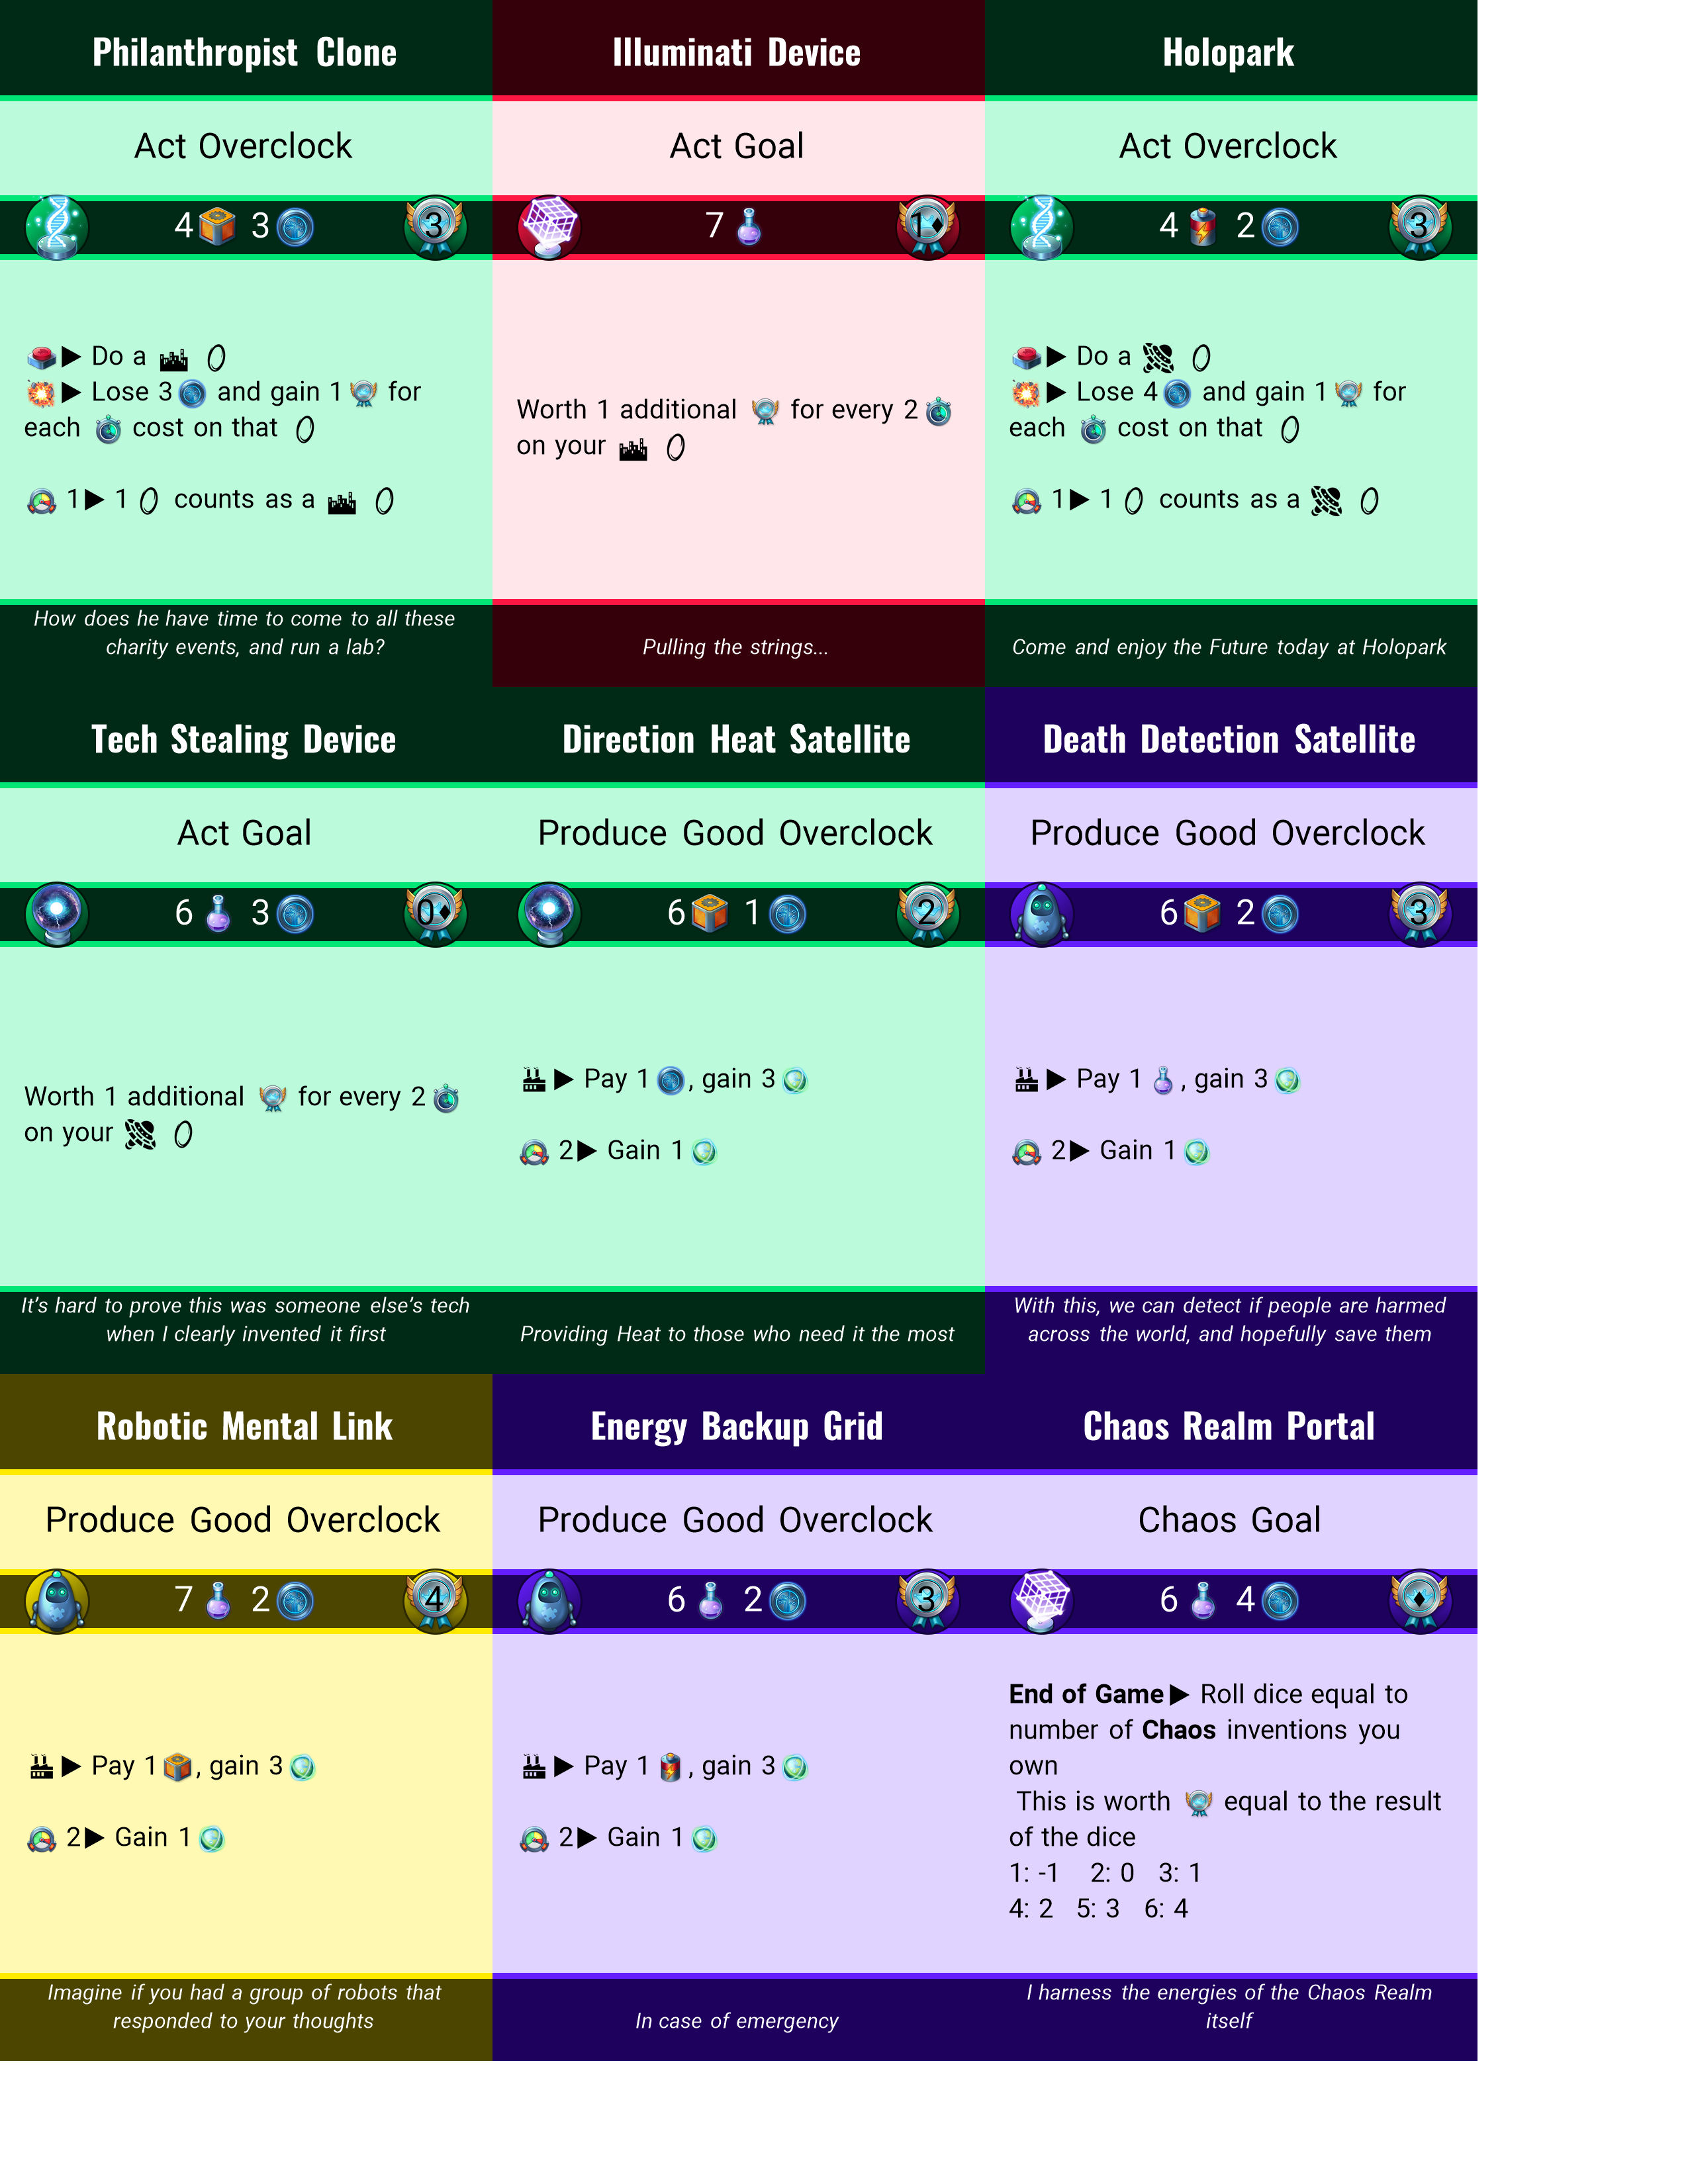 Philanthropist Clone
Act Overclock
4 3 3
Do a
Lose 3 and gain 1 for
each cost on that
1 1 counts as a
How does he have time to come to all these
charity events, and run a lab?
Illuminati Device
Act Goal
7 1♦
Worth 1 additional for every 2
on your
Pulling the strings...
Holopark
Act Overclock
4 2 3
Do a
Lose 4 and gain 1 for
each cost on that
1 1 counts as a
Come and enjoy the Future today at Holopark
Tech Stealing Device
Act Goal
6 3 0♦
Worth 1 additional for every 2
on your
It's hard to prove this was someone else's tech
when I clearly invented it first
Direction Heat Satellite
Produce Good Overclock
6 1 2
Pay 1, gain 3
2 Gain 1
Providing Heat to those who need it the most
Death Detection Satellite
Produce Good Overclock
6 2 3
Pay 1, gain 3
2 Gain 1
With this, we can detect if people are harmed
across the world, and hopefully save them
Robotic Mental Link
Produce Good Overclock
7 2 4
Pay 1, gain 3
2 Gain 1
Imagine if you had a group of robots that
responded to your thoughts
Energy Backup Grid
Produce Good Overclock
6 2 3
Pay 1, gain 3
2 Gain 1
In case of emergency
Chaos Realm Portal
Chaos Goal
6 4 ♦
End of Game Roll dice equal to
number of Chaos inventions you
own
This is worth equal to the result
of the dice
1: -1 2: 0 3: 1
4: 2 5: 3 6: 4
I harness the energies of the Chaos Realm
itself